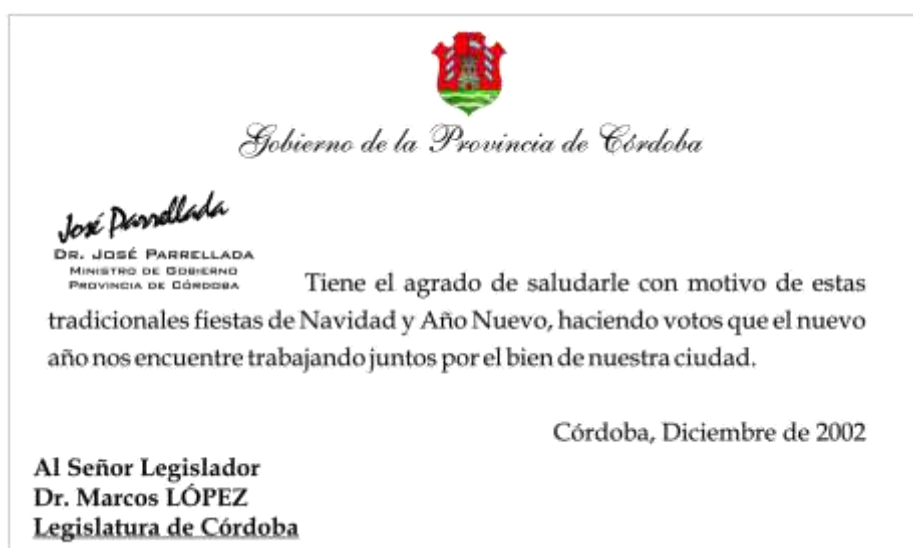 Gobierno de la Provincia de Córdoba
José Parrellada
DR. JOSÉ PARRELLADA
MINISTRO DE GOBIERNO
PROVINCIA DE CÓRDOBA
Tiene el agrado de saludarle con motivo de estas
tradicionales fiestas de Navidad y Año Nuevo, haciendo votos que el nuevo
año nos encuentre trabajando juntos por el bien de nuestra ciudad.
Córdoba, Diciembre de 2002
Al Señor Legislador
Dr. Marcos LÓPEZ
Legislatura de Córdoba